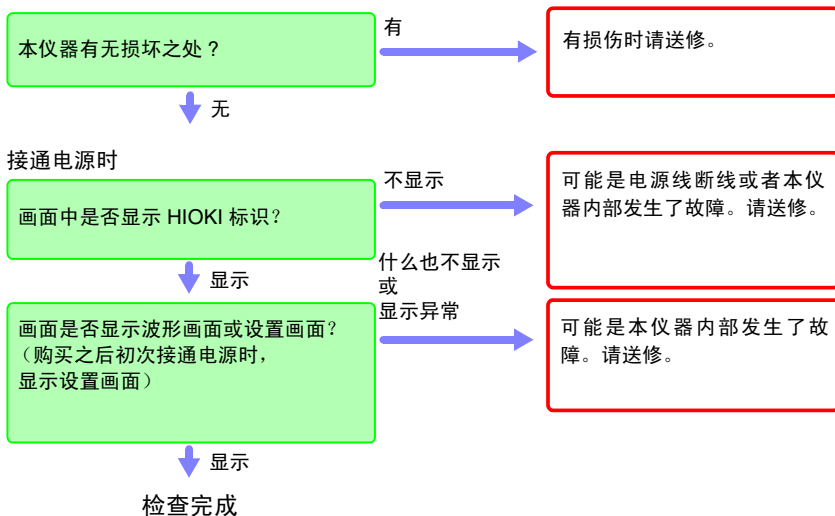 本仪器有无损坏之处？
有
有损伤时请送修。
无
接通电源时
画面中是否显示 HIOKI 标识？
不显示
可能是电源线断线或者本仪
器内部发生了故障。请送修。
显示
什么也不显示
或
显示异常
画面是否显示波形画面或设置画面？
（购买之后初次接通电源时，
显示设置画面）
可能是本仪器内部发生了故
障。请送修。
显示
检查完成